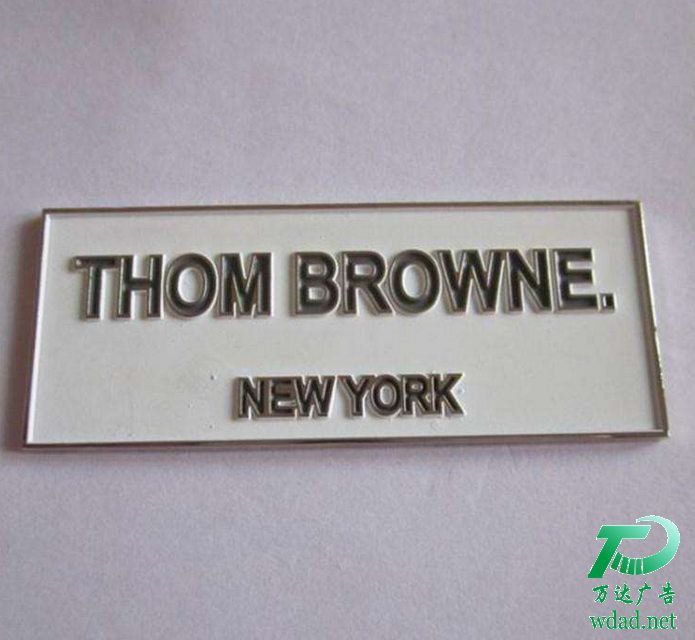 THOM BROWNE.
NEW YORK
万达广告
wdad.net